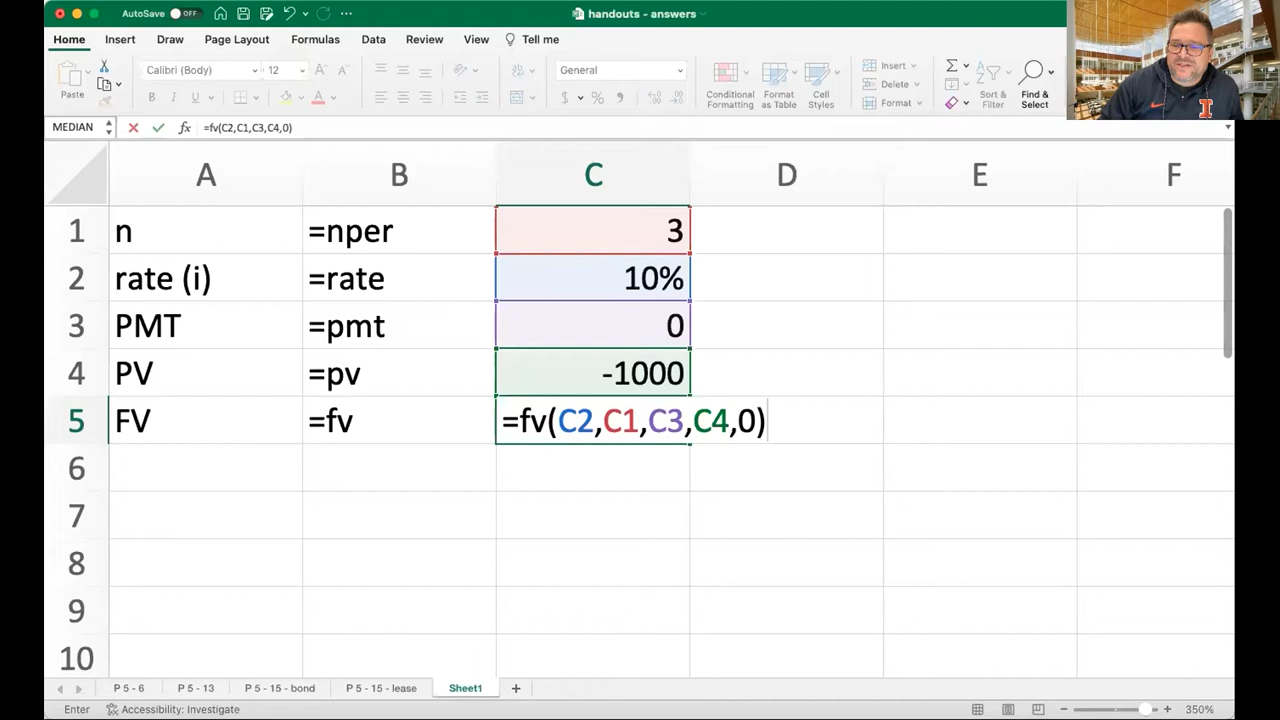 AutoSave OFF handouts - answers
Home Insert Draw Page Layout Formulas Data Review View Tell me
Paste Calibri (Body) 12 A A General Conditional Formatting Format as Table Cell Styles Insert Delete Format Sort & Filter Find & Select
B I U A $ % ,
MEDIAN fx =fv(C2,C1,C3,C4,0)
A B C D E F
1 n =nper 3
2 rate (i) =rate 10%
3 PMT =pmt 0
4 PV =pv -1000
5 FV =fv =fv(C2,C1,C3,C4,0)
6
7
8
9
10
P 5 - 6 P 5 - 13 P 5 - 15 - bond P 5 - 15 - lease Sheet1 +
Enter Accessibility: Investigate 350%